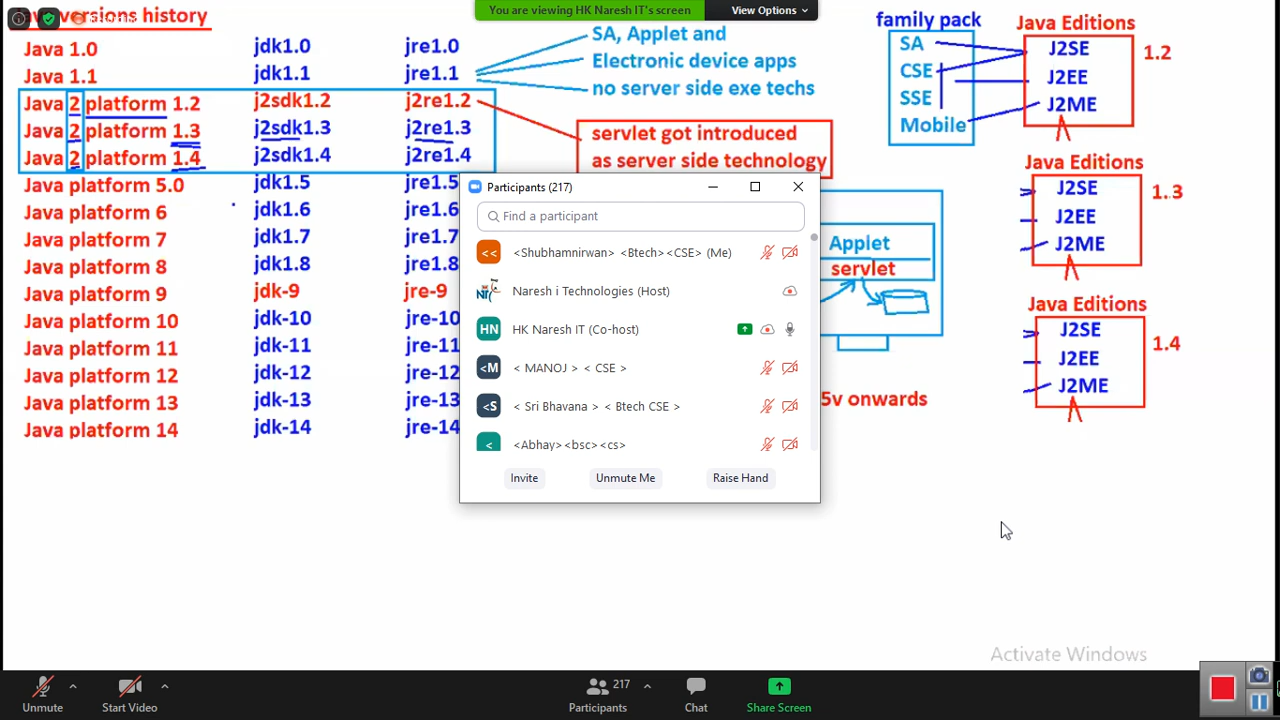 You are viewing HK Naresh IT's screen
View Options
versions history
Java 1.0 jdk1.0 jre1.0
Java 1.1 jdk1.1 jre1.1
Java 2 platform 1.2 j2sdk1.2 j2re1.2
Java 2 platform 1.3 j2sdk1.3 j2re1.3
Java 2 platform 1.4 j2sdk1.4 j2re1.4
Java platform 5.0 jdk1.5 jre1.5
Java platform 6 jdk1.6 jre1.6
Java platform 7 jdk1.7 jre1.7
Java platform 8 jdk1.8 jre1.8
Java platform 9 jdk-9 jre-9
Java platform 10 jdk-10 jre-10
Java platform 11 jdk-11 jre-11
Java platform 12 jdk-12 jre-12
Java platform 13 jdk-13 jre-13
Java platform 14 jdk-14 jre-14
SA, Applet and
Electronic device apps
no server side exe techs
servlet got introduced
as server side technology
family pack
SA
CSE
SSE
Mobile
Java Editions
J2SE
J2EE
J2ME
1.2
Java Editions
J2SE
J2EE
J2ME
1.3
Java Editions
J2SE
J2EE
J2ME
1.4
Applet
servlet
5v onwards
Participants (217)
Find a participant
<< <Shubhamnirwan> <Btech><CSE> (Me)
Naresh i Technologies (Host)
HN HK Naresh IT (Co-host)
<M < MANOJ > < CSE >
<S < Sri Bhavana > < Btech CSE >
< <Abhay><bsc><cs>
Invite Unmute Me Raise Hand
Activate Windows
217
Unmute Start Video Participants Chat Share Screen